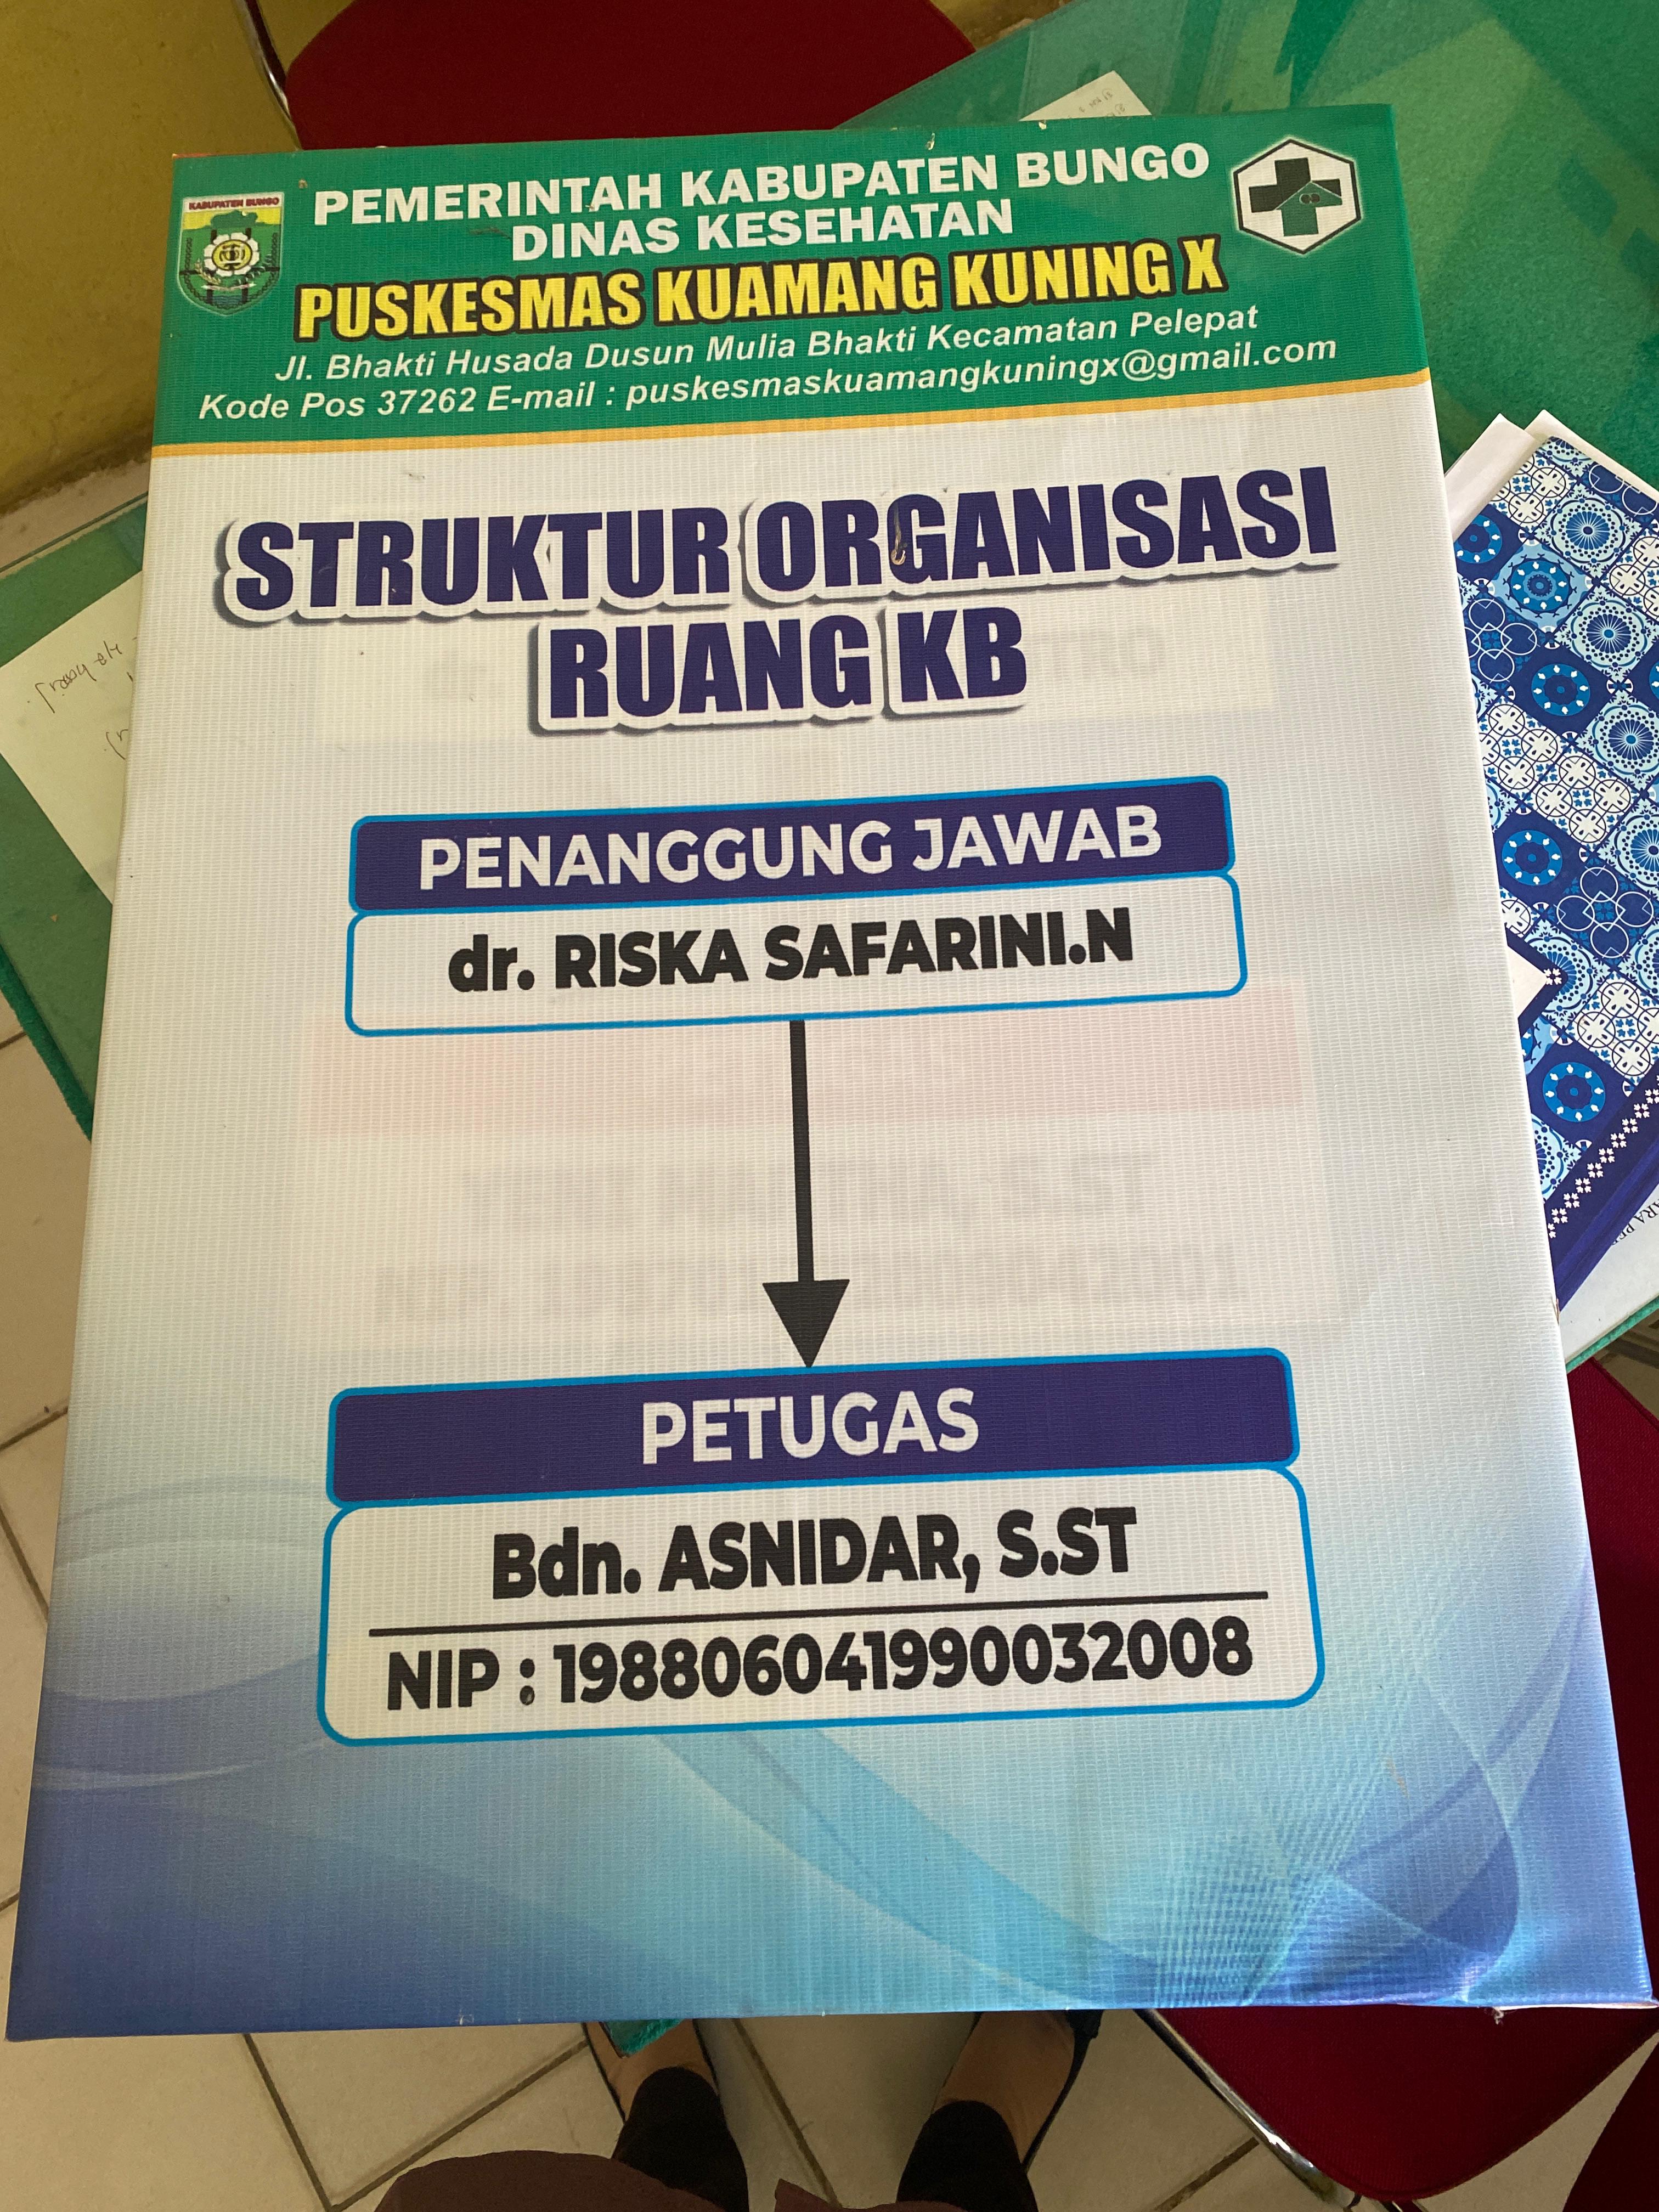 KABUPATEN BUNGO
PEMERINTAH KABUPATEN BUNGO
DINAS KESEHATAN
PUSKESMAS KUAMANG KUNING X
Jl. Bhakti Husada Dusun Mulia Bhakti Kecamatan Pelepat
Kode Pos 37262 E-mail : puskesmaskuamangkuningx@gmail.com
STRUKTUR ORGANISASI
RUANG KB
PENANGGUNG JAWAB
dr. RISKA SAFARINI.N
PETUGAS
Bdn. ASNIDAR, S.ST
NIP : 198806041990032008